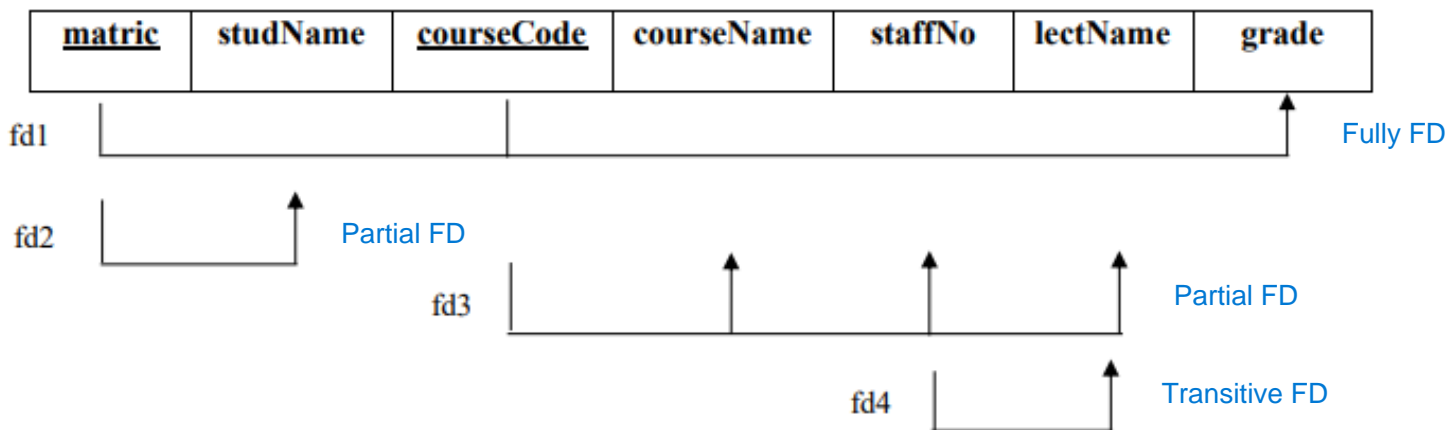 matric studName courseCode courseName staffNo lectName grade
fd1 Fully FD
fd2 Partial FD
fd3 Partial FD
fd4 Transitive FD